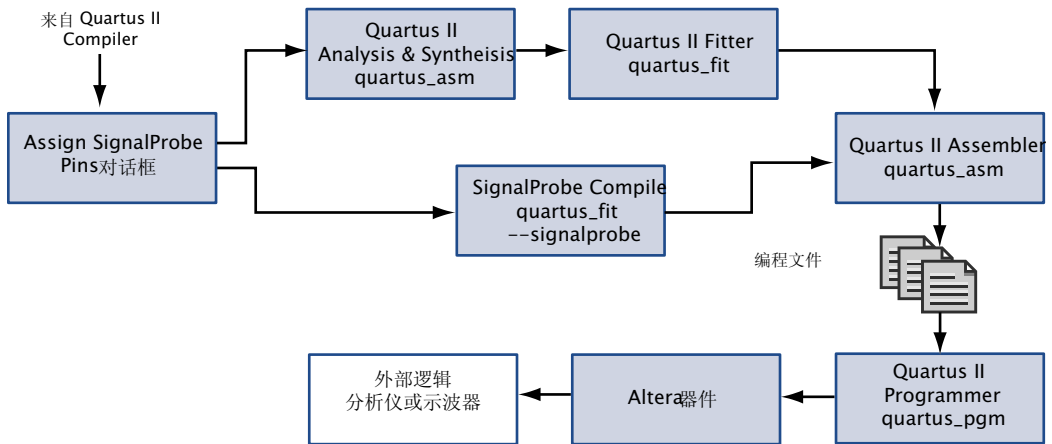 来自 Quartus II
Compiler
Quartus II
Analysis & Syntheisis
quartus_asm
Quartus II Fitter
quartus_fit
Assign SignalProbe
Pins对话框
Quartus II Assembler
quartus_asm
SignalProbe Compile
quartus_fit
--signalprobe
编程文件
外部逻辑
分析仪或示波器
Altera器件
Quartus II
Programmer
quartus_pgm